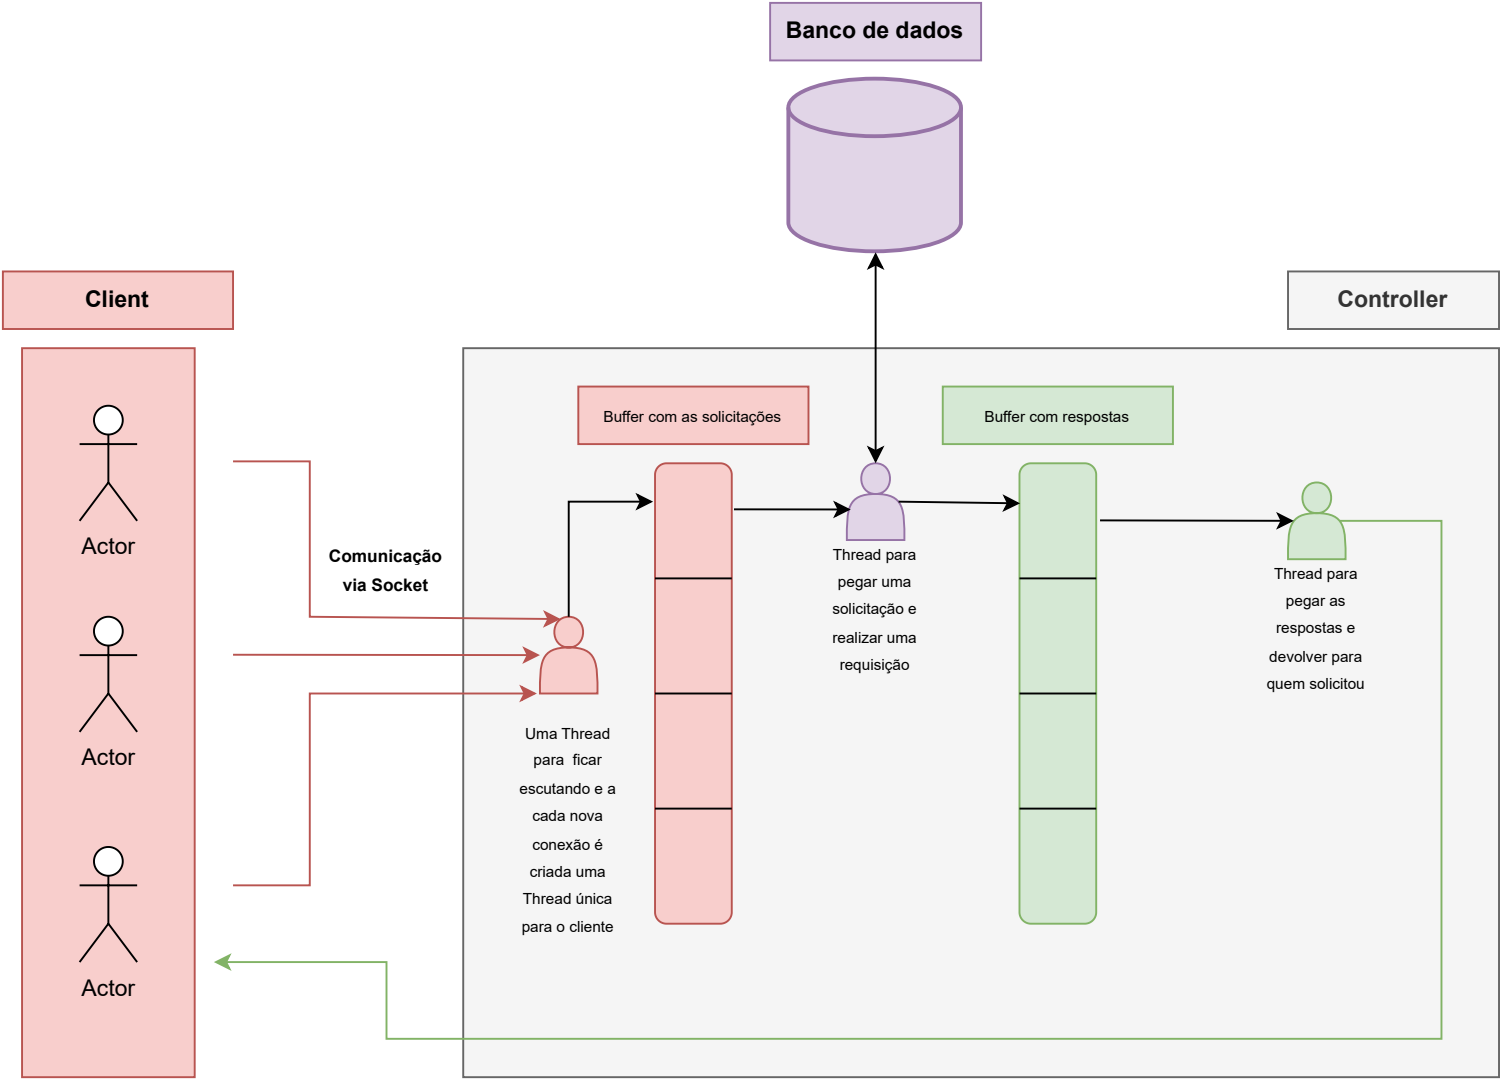 Banco de dados
Client
Controller
Buffer com as solicitações
Buffer com respostas
Actor
Comunicação
via Socket
Thread para
pegar uma
solicitação e
realizar uma
requisição
Thread para
pegar as
respostas e
devolver para
quem solicitou
Actor
Uma Thread
para  ficar
escutando e a
cada nova
conexão é
criada uma
Thread única
para o cliente
Actor